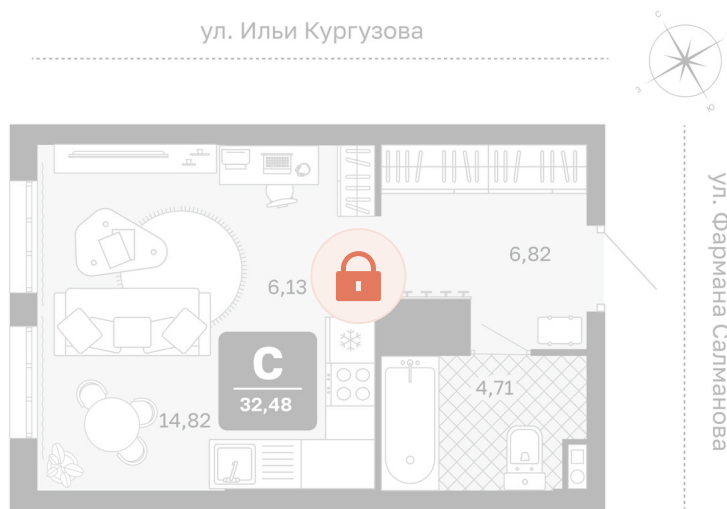 ул. Ильи Кургузова
с
з
ю
ул. Фармана Салманова
6,82
6,13
С
32,48
4,71
14,82